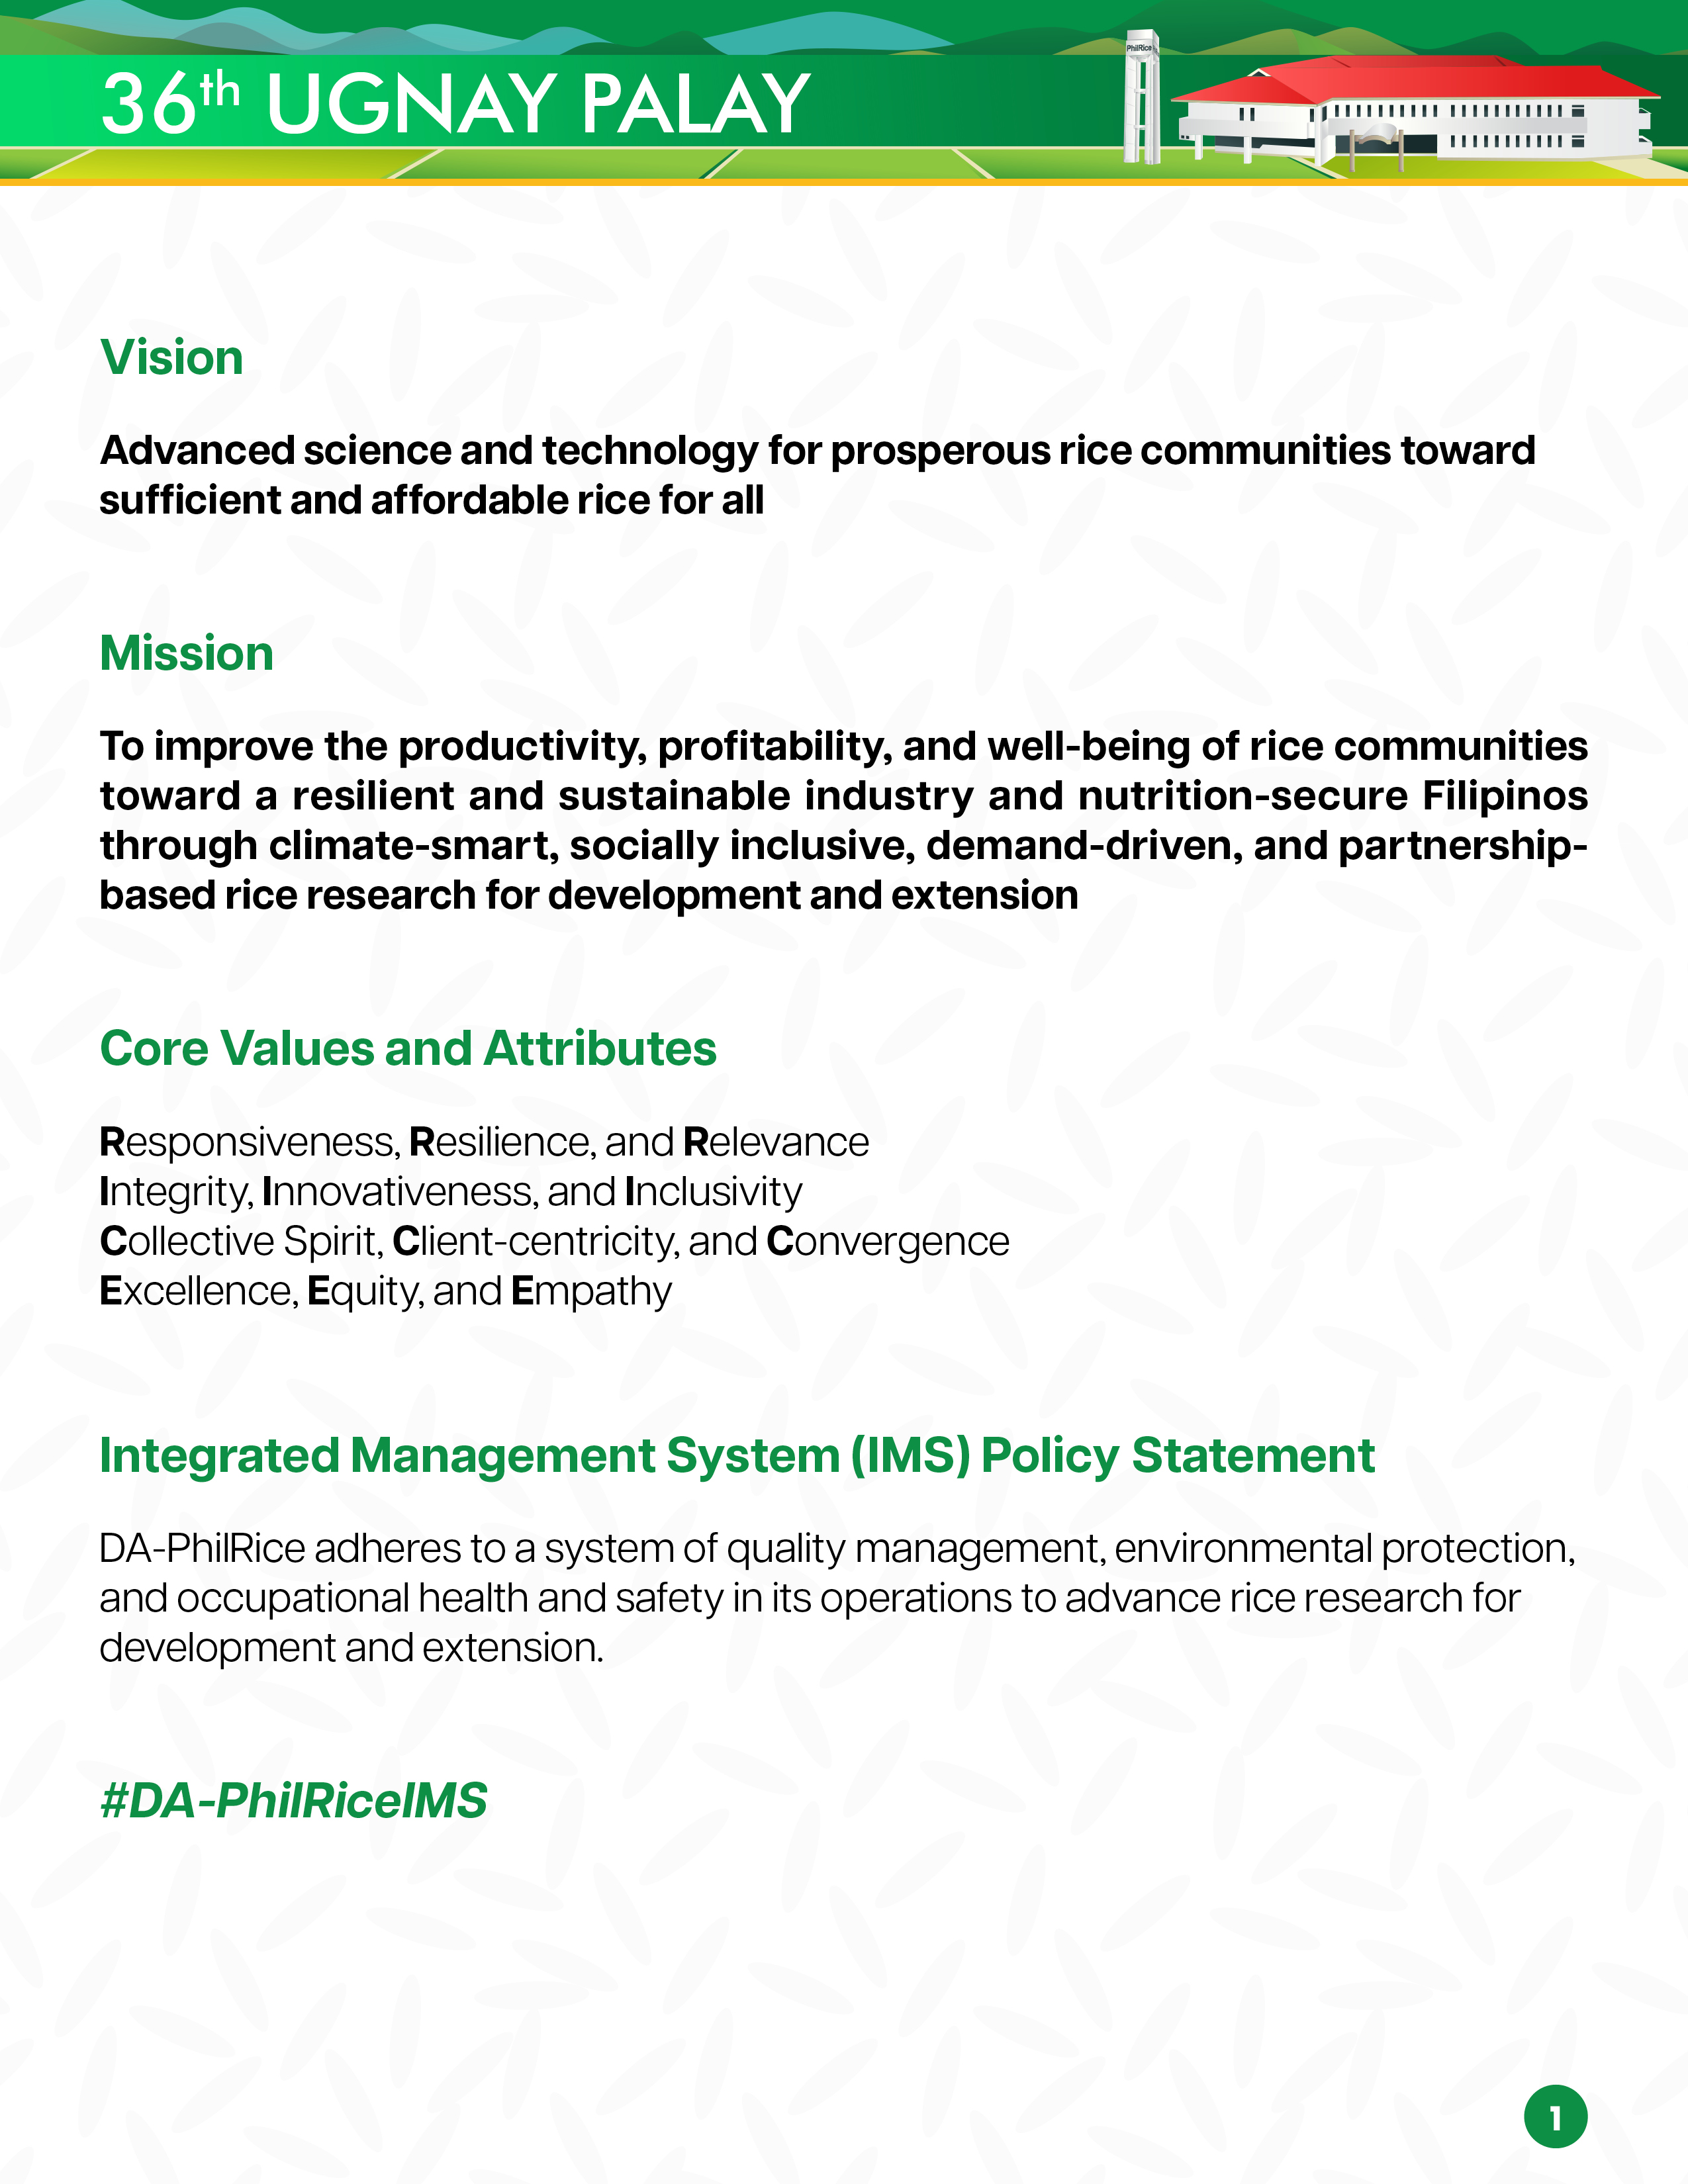 36th UGNAY PALAY
PhilRice
Vision
Advanced science and technology for prosperous rice communities toward
sufficient and affordable rice for all
Mission
To improve the productivity, profitability, and well-being of rice communities
toward a resilient and sustainable industry and nutrition-secure Filipinos
through climate-smart, socially inclusive, demand-driven, and partnership-
based rice research for development and extension
Core Values and Attributes
Responsiveness, Resilience, and Relevance
Integrity, Innovativeness, and Inclusivity
Collective Spirit, Client-centricity, and Convergence
Excellence, Equity, and Empathy
Integrated Management System (IMS) Policy Statement
DA-PhilRice adheres to a system of quality management, environmental protection,
and occupational health and safety in its operations to advance rice research for
development and extension.
#DA-PhilRiceIMS
1